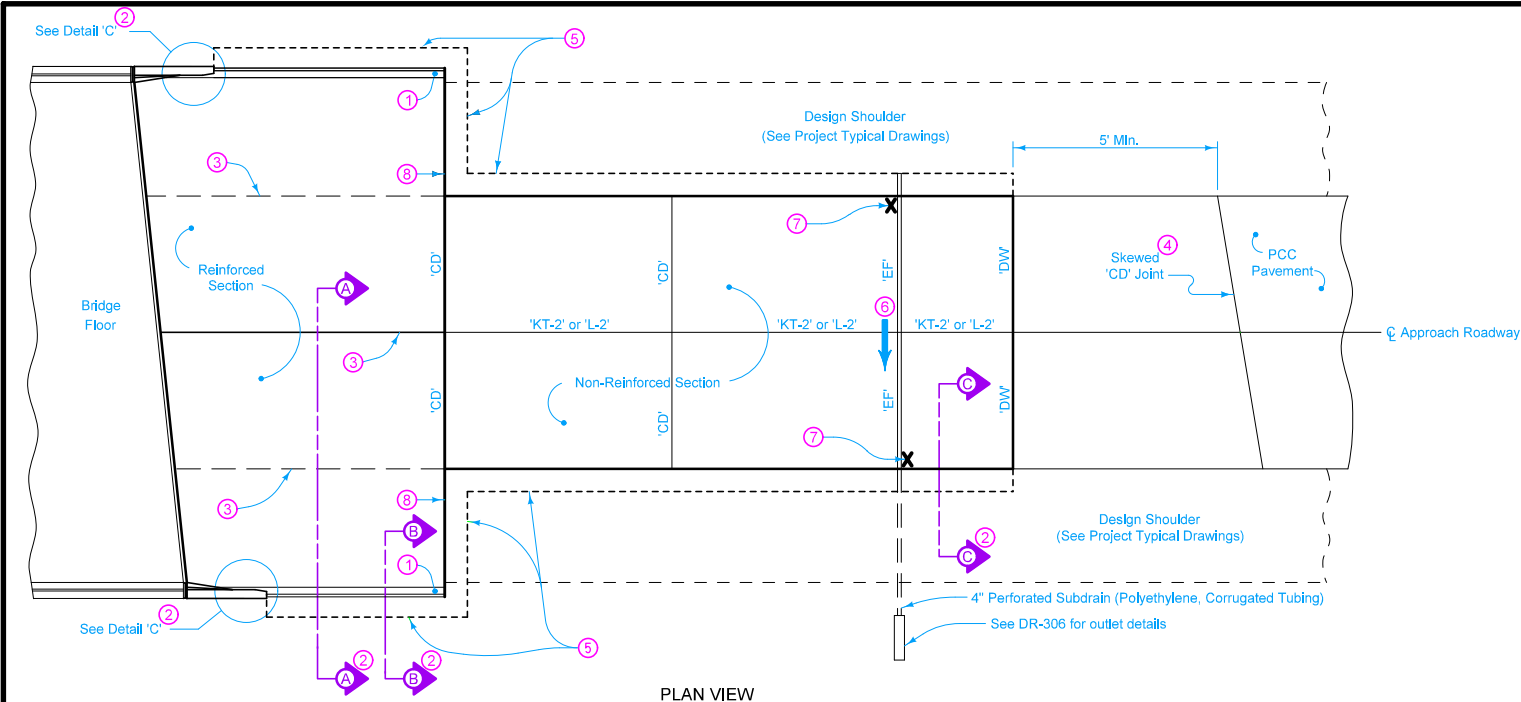 See Detail 'C' 2
5
1
Design Shoulder
(See Project Typical Drawings)
5' Min.
3
8
7
'CD'
'CD'
'EF'
'DW'
Skewed 4
'CD' Joint
PCC
Pavement
Reinforced
Section
A
Bridge
Floor
6
'KT-2' or 'L-2'
'KT-2' or 'L-2'
'KT-2' or 'L-2'
℄ Approach Roadway
3
Non-Reinforced Section
C
'CD'
'CD'
'EF'
'DW'
7
3
8
B
Design Shoulder
(See Project Typical Drawings)
C 2
1
4" Perforated Subdrain (Polyethylene, Corrugated Tubing)
See DR-306 for outlet details
See Detail 'C' 2
5
A 2
B 2
PLAN VIEW